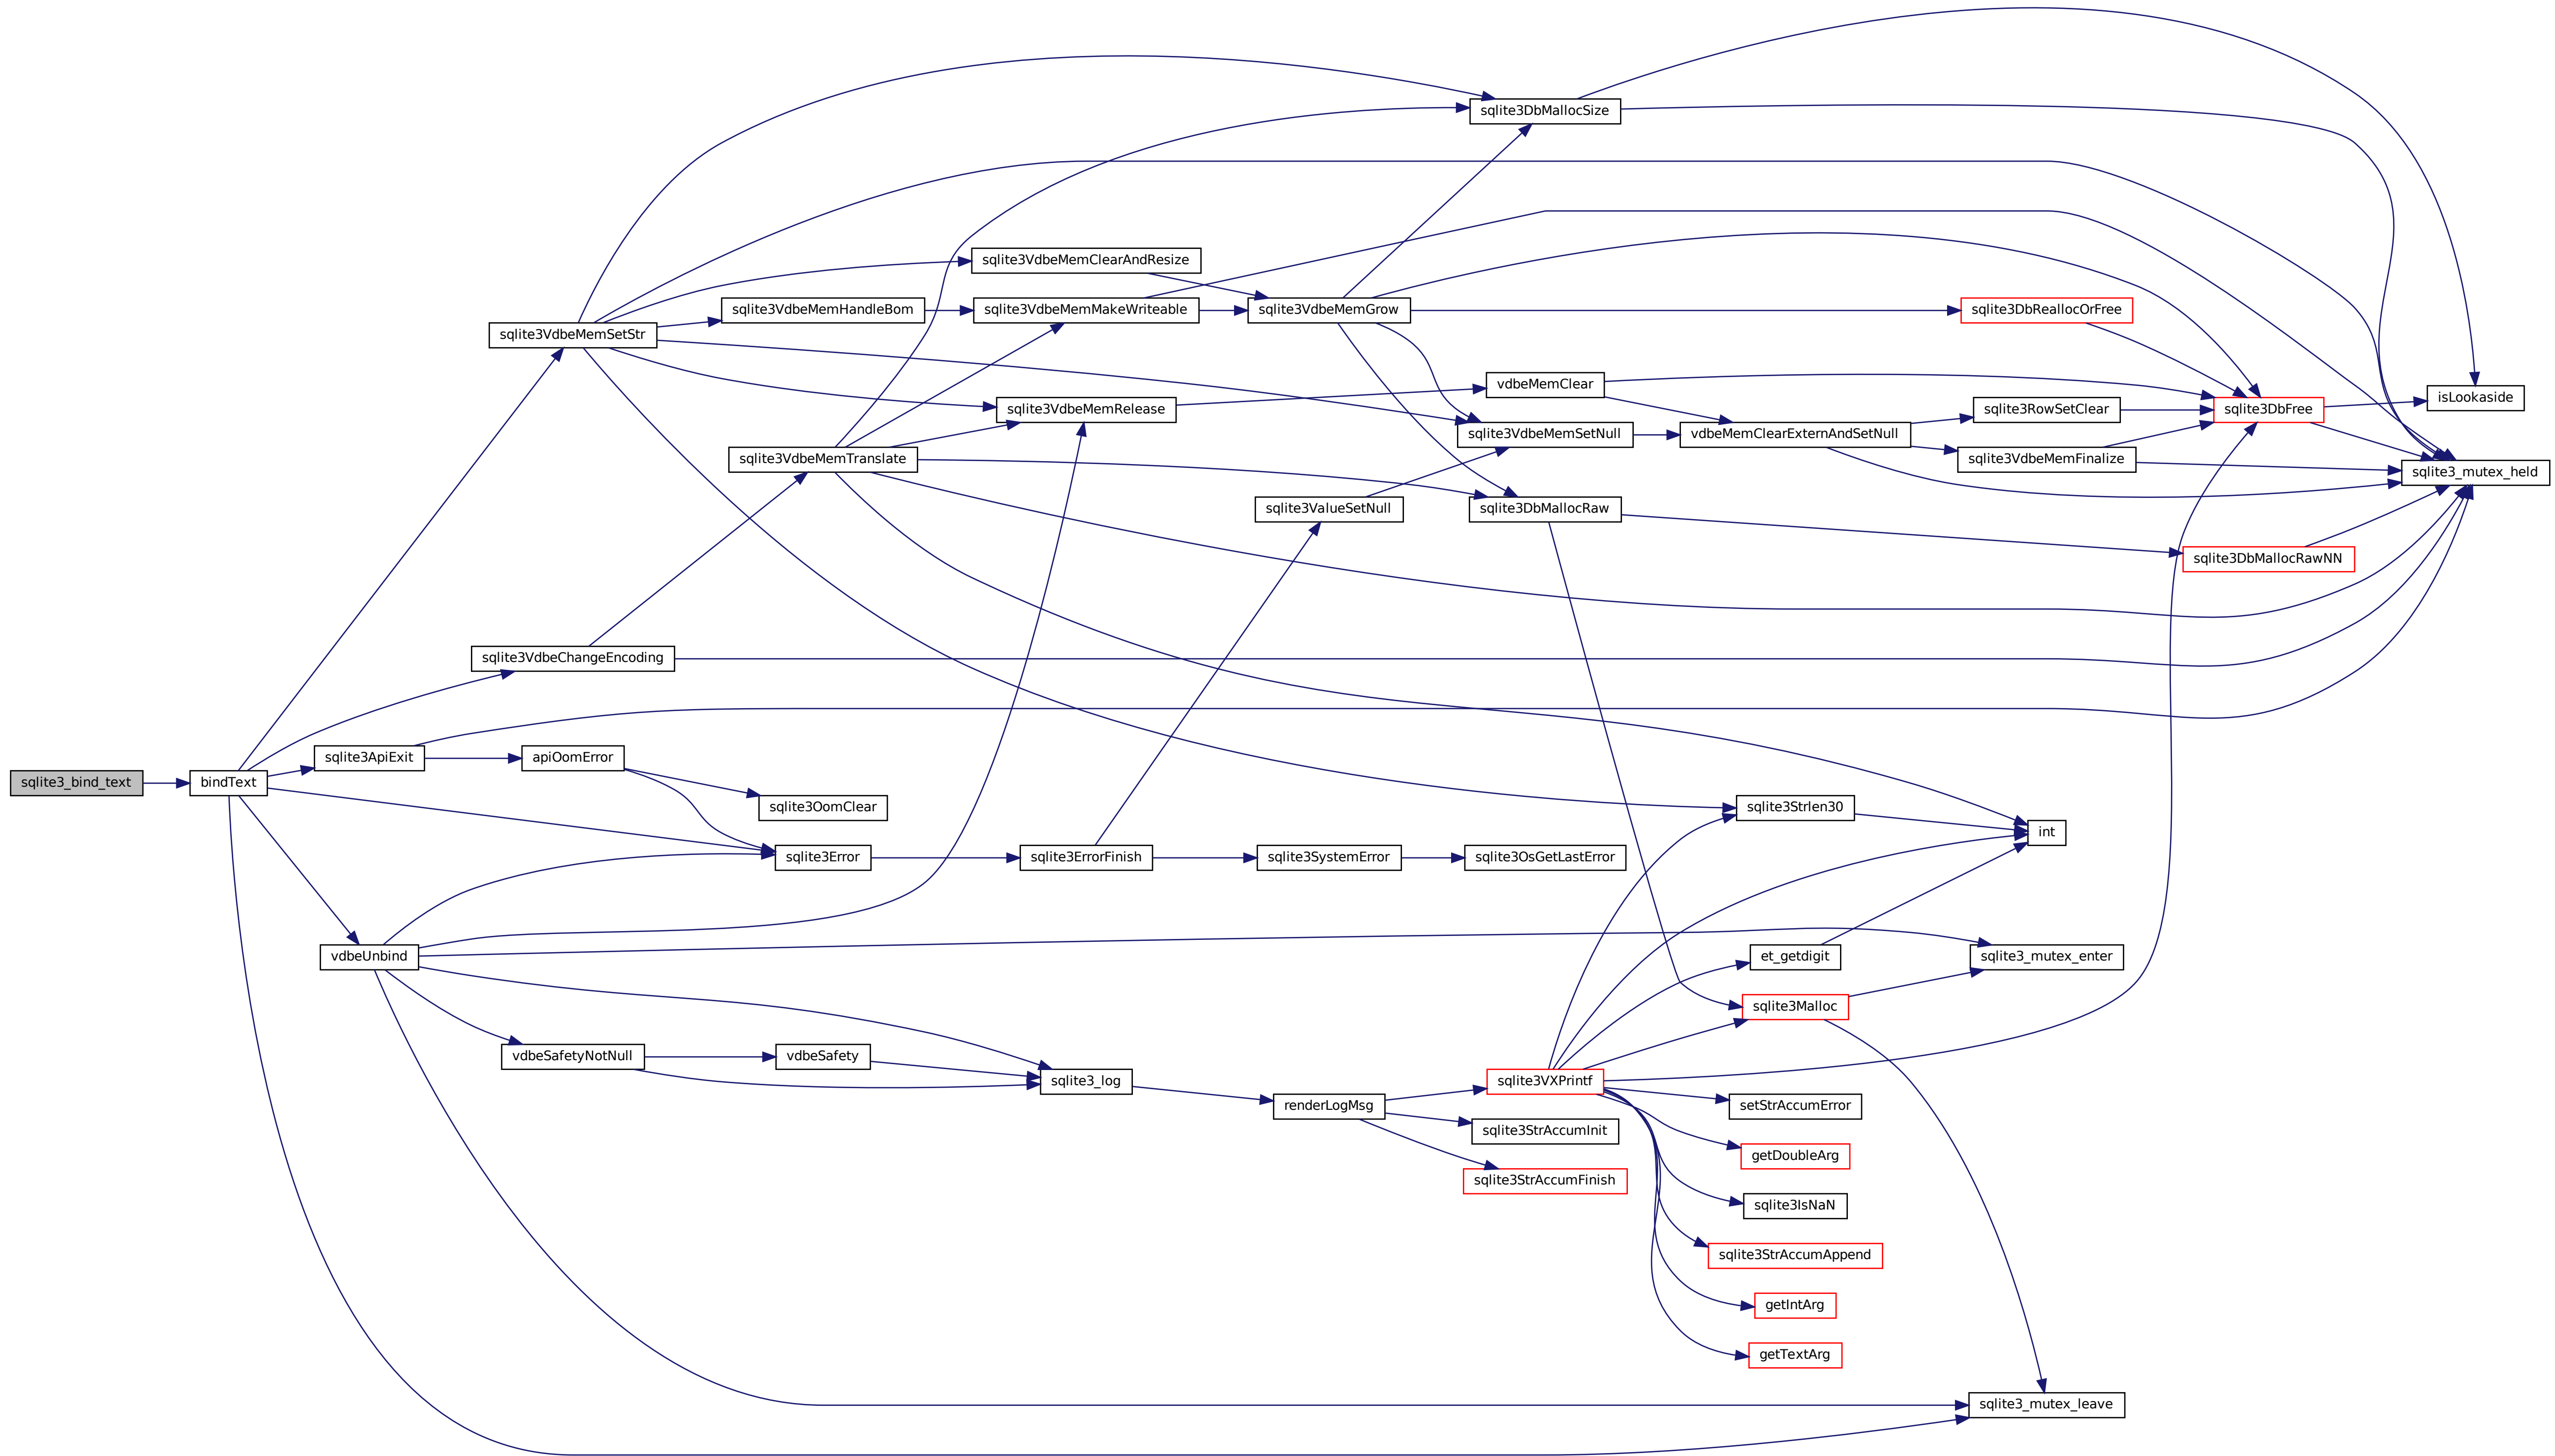 sqlite3DbMallocSize
sqlite3VdbeMemClearAndResize
sqlite3VdbeMemHandleBom
sqlite3VdbeMemMakeWriteable
sqlite3VdbeMemGrow
sqlite3DbReallocOrFree
sqlite3VdbeMemSetStr
vdbeMemClear
isLookaside
sqlite3VdbeMemRelease
sqlite3RowSetClear
sqlite3DbFree
sqlite3VdbeMemSetNull
vdbeMemClearExternAndSetNull
sqlite3VdbeMemTranslate
sqlite3VdbeMemFinalize
sqlite3_mutex_held
sqlite3ValueSetNull
sqlite3DbMallocRaw
sqlite3DbMallocRawNN
sqlite3VdbeChangeEncoding
sqlite3ApiExit
apiOomError
sqlite3_bind_text
bindText
sqlite3OomClear
sqlite3Strlen30
int
sqlite3Error
sqlite3ErrorFinish
sqlite3SystemError
sqlite3OsGetLastError
vdbeUnbind
et_getdigit
sqlite3_mutex_enter
sqlite3Malloc
vdbeSafetyNotNull
vdbeSafety
sqlite3_log
sqlite3VXPrintf
renderLogMsg
setStrAccumError
sqlite3StrAccumInit
getDoubleArg
sqlite3StrAccumFinish
sqlite3IsNaN
sqlite3StrAccumAppend
getIntArg
getTextArg
sqlite3_mutex_leave